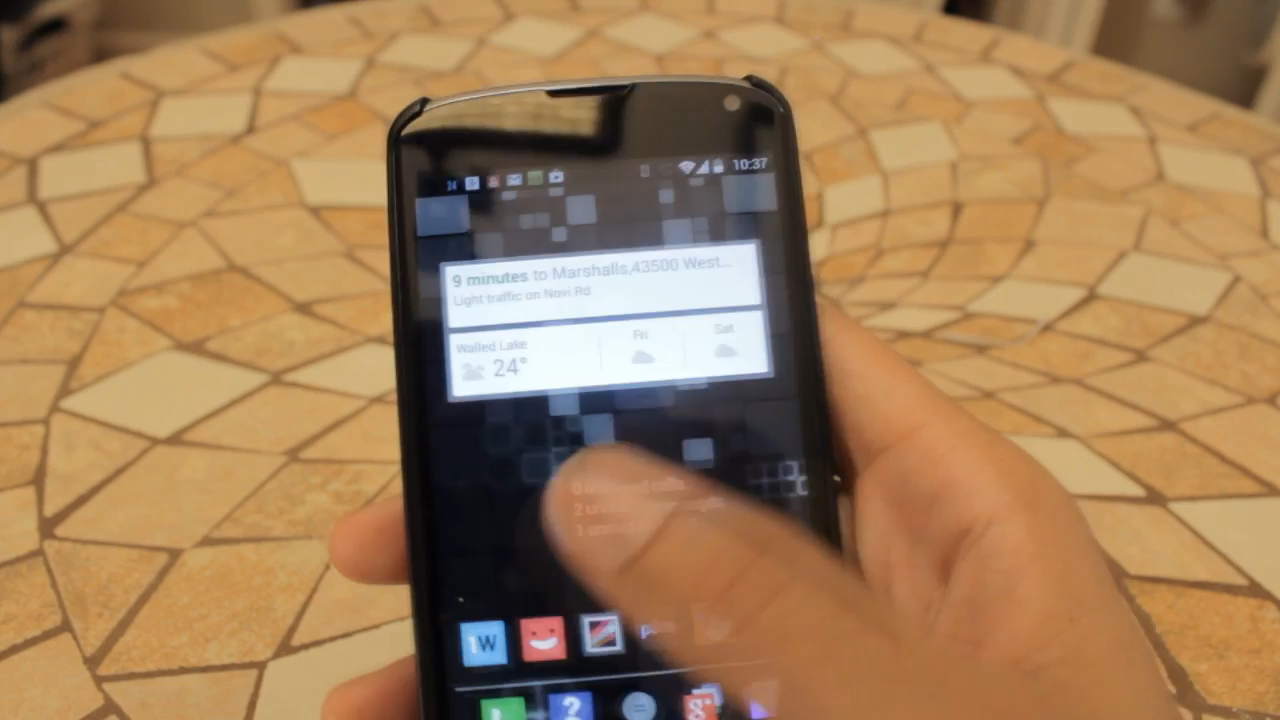 24
10:37
9 minutes to Marshalls,43500 West...
Light traffic on Novi Rd
Walled Lake
24°
Fri
Sat
1W
?
g+